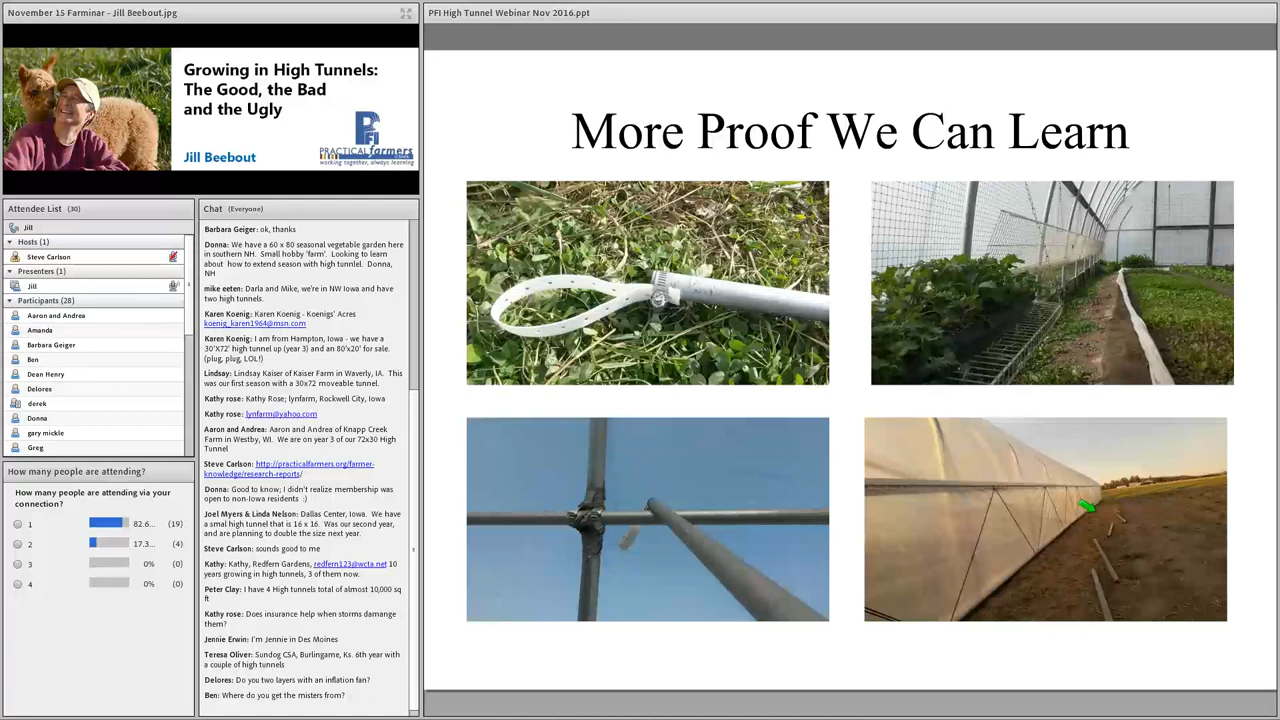 November 15 Farminar - Jill Beebout.jpg
Growing in High Tunnels:
The Good, the Bad
and the Ugly
Jill Beebout
PFI
PRACTICAL farmers
working together, always learning
Attendee List (30)
Jill
Hosts (1)
Steve Carlson
Presenters (1)
Jill
Participants (28)
Aaron and Andrea
Amanda
Barbara Geiger
Ben
Dean Henry
Delores
derek
Donna
gary mickle
Greg
How many people are attending?
How many people are attending via your
connection?
1 82.6... (19)
2 17.3... (4)
3 0% (0)
4 0% (0)
Chat (Everyone)
Barbara Geiger: ok, thanks
Donna: We have a 60 x 80 seasonal vegetable garden here
in southern NH. Small hobby 'farm'. Looking to learn
about how to extend season with high tunnlel. Donna,
NH
mike eeten: Darla and Mike, we're in NW Iowa and have
two high tunnels.
Karen Koenig: Karen Koenig - Koenigs' Acres
koenig_karen1964@msn.com
Karen Koenig: I am from Hampton, Iowa - we have a
30'X72' high tunnel up (year 3) and an 80'x20' for sale.
(plug, plug, LOL!)
Lindsay: Lindsay Kaiser of Kaiser Farm in Waverly, IA. This
was our first season with a 30x72 moveable tunnel.
Kathy rose: Kathy Rose; lynfarm, Rockwell City, Iowa
Kathy rose: lynfarm@yahoo.com
Aaron and Andrea: Aaron and Andrea of Knapp Creek
Farm in Westby, WI. We are on year 3 of our 72x30 High
Tunnel
Steve Carlson: http://practicalfarmers.org/farmer-
knowledge/research-reports/
Donna: Good to know; I didn't realize membership was
open to non-Iowa residents :)
Joel Myers & Linda Nelson: Dallas Center, Iowa. We have
a smal high tunnel that is 16 x 16. Was our second year,
and are planning to double the size next year.
Steve Carlson: sounds good to me
Kathy: Kathy, Redfern Gardens, redfern123@wcta.net 10
years growing in high tunnels, 3 of them now.
Peter Clay: I have 4 High tunnels total of almost 10,000 sq
ft
Kathy rose: Does insurance help when storms damange
them?
Jennie Erwin: I'm Jennie in Des Moines
Teresa Oliver: Sundog CSA, Burlingame, Ks. 6th year with
a couple of high tunnels
Delores: Do you two layers with an inflation fan?
Ben: Where do you get the misters from?
PFI High Tunnel Webinar Nov 2016.ppt
More Proof We Can Learn